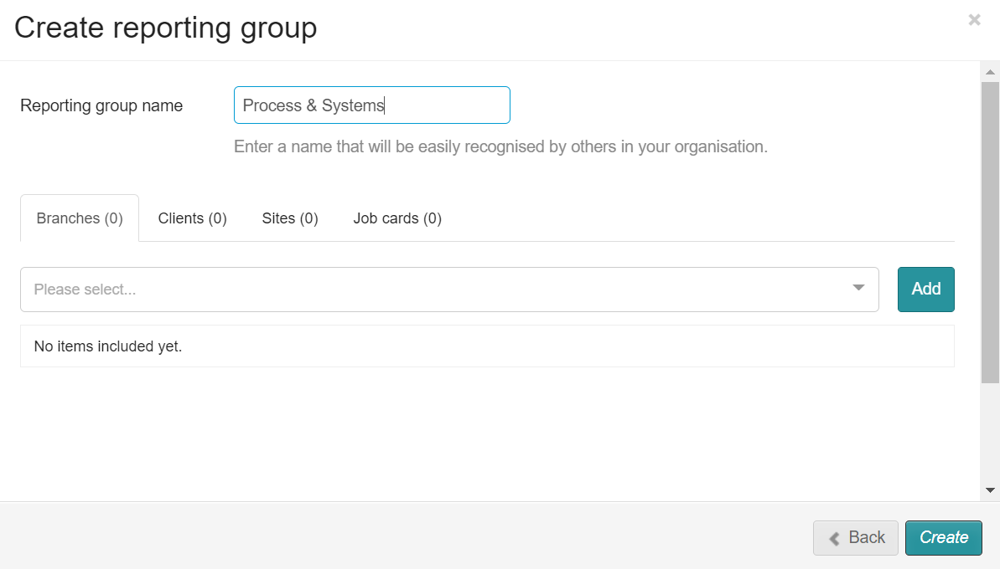 Create reporting group
×
Reporting group name
Process & Systems
Enter a name that will be easily recognised by others in your organisation.
Branches (0) Clients (0) Sites (0) Job cards (0)
Please select... Add
No items included yet.
Back Create